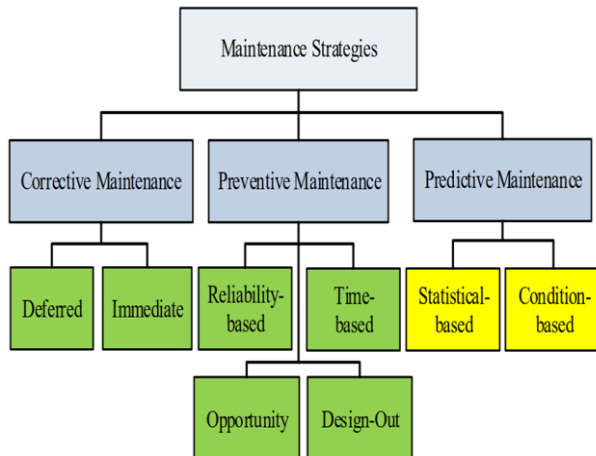 Maintenance Strategies
Corrective Maintenance
Preventive Maintenance
Predictive Maintenance
Deferred
Immediate
Reliability-
based
Time-
based
Statistical-
based
Condition-
based
Opportunity
Design-Out